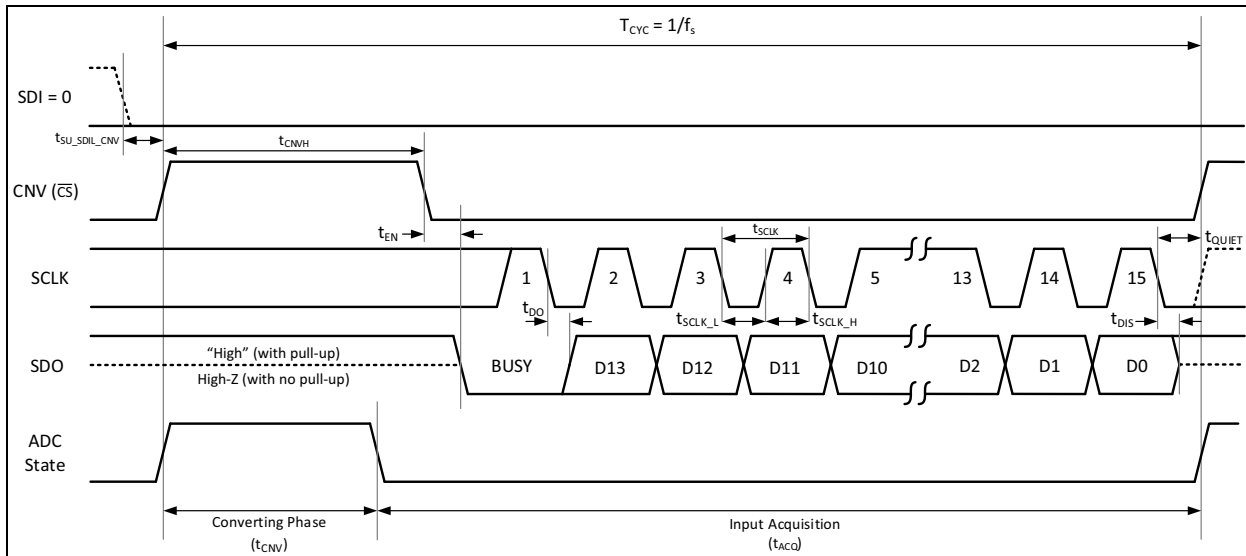 T_CYC = 1/f_s
SDI = 0
t_SU_SDIL_CNV
t_CNVH
CNV (C̅S̅)
t_EN
t_SCLK
t_QUIET
SCLK
1 2 3 4 5 13 14 15
t_DO
t_SCLK_L
t_SCLK_H
t_DIS
SDO
“High” (with pull-up)
High-Z (with no pull-up)
BUSY D13 D12 D11 D10 D2 D1 D0
ADC
State
Converting Phase
(t_CNV)
Input Acquisition
(t_ACQ)